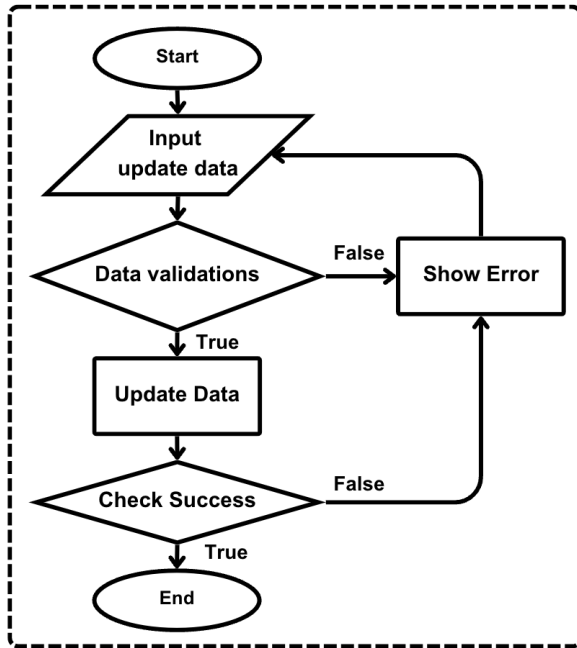 Start
Input
update data
Data validations
False
Show Error
True
Update Data
Check Success
False
True
End